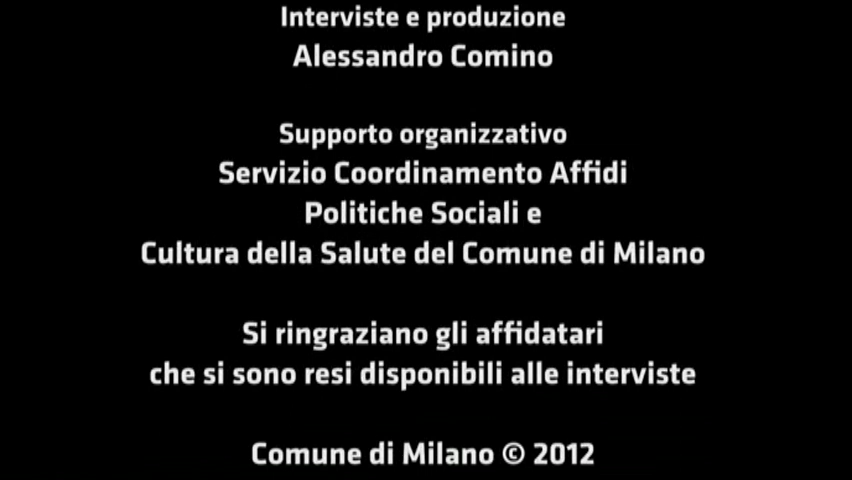 Interviste e produzione
Alessandro Comino
Supporto organizzativo
Servizio Coordinamento Affidi
Politiche Sociali e
Cultura della Salute del Comune di Milano
Si ringraziano gli affidatari
che si sono resi disponibili alle interviste
Comune di Milano © 2012